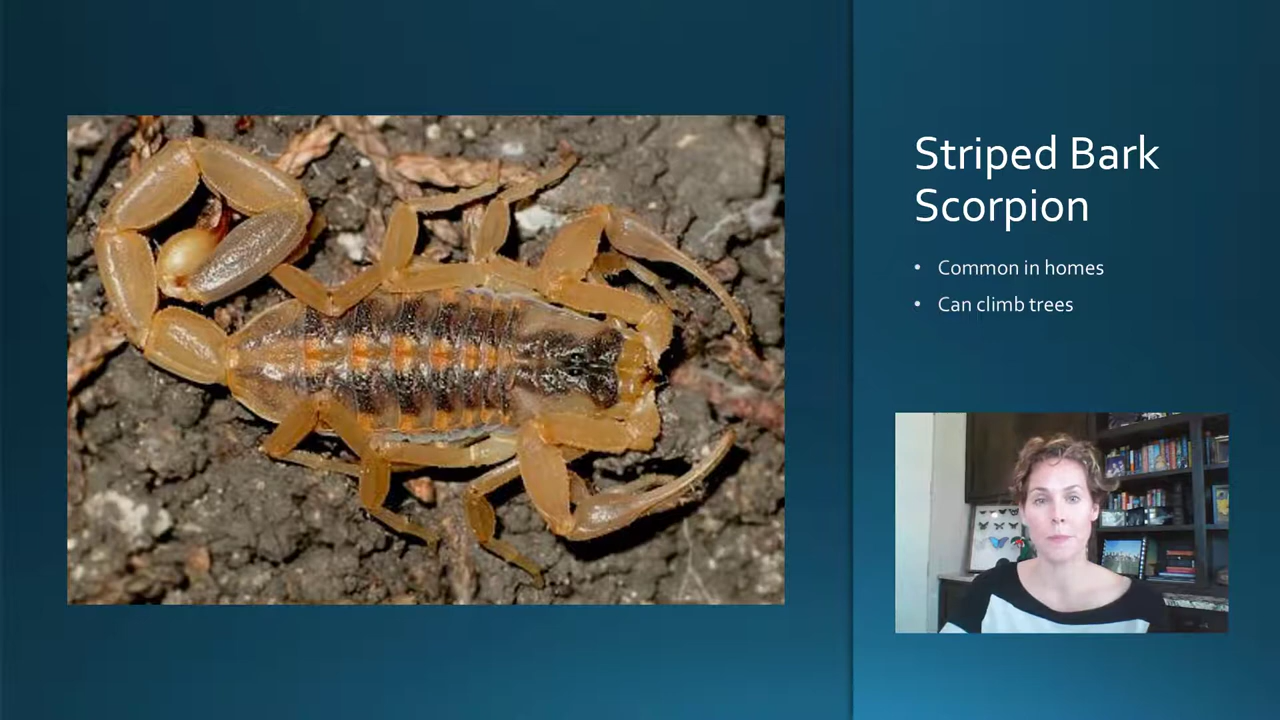 Striped Bark
Scorpion
• Common in homes
• Can climb trees